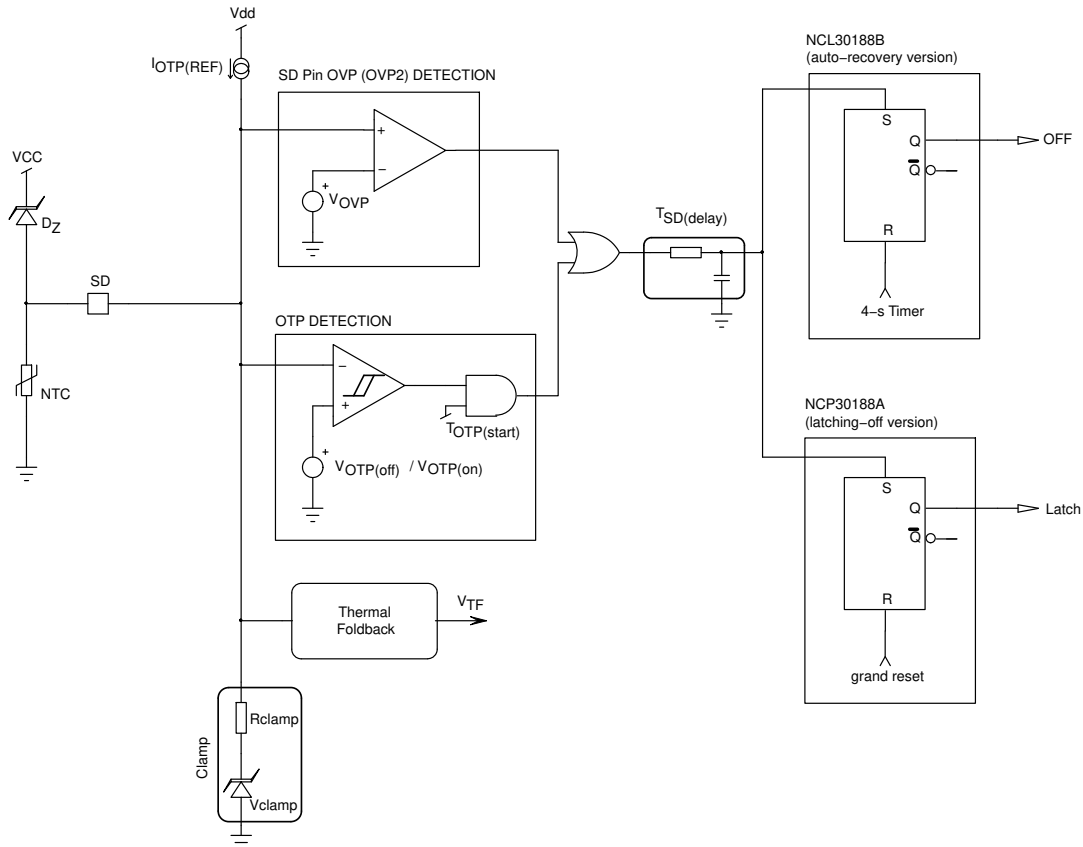 Vdd
IOTP(REF)
SD Pin OVP (OVP2) DETECTION
+
−
+
VOVP
VCC
DZ
SD
NTC
OTP DETECTION
−
+
TOTP(start)
+
VOTP(off) / VOTP(on)
TSD(delay)
NCL30188B
(auto−recovery version)
S
Q
Q
R
OFF
4−s Timer
NCP30188A
(latching−off version)
S
Q
Q
R
Latch
grand reset
Thermal
Foldback
VTF
Clamp
Rclamp
Vclamp